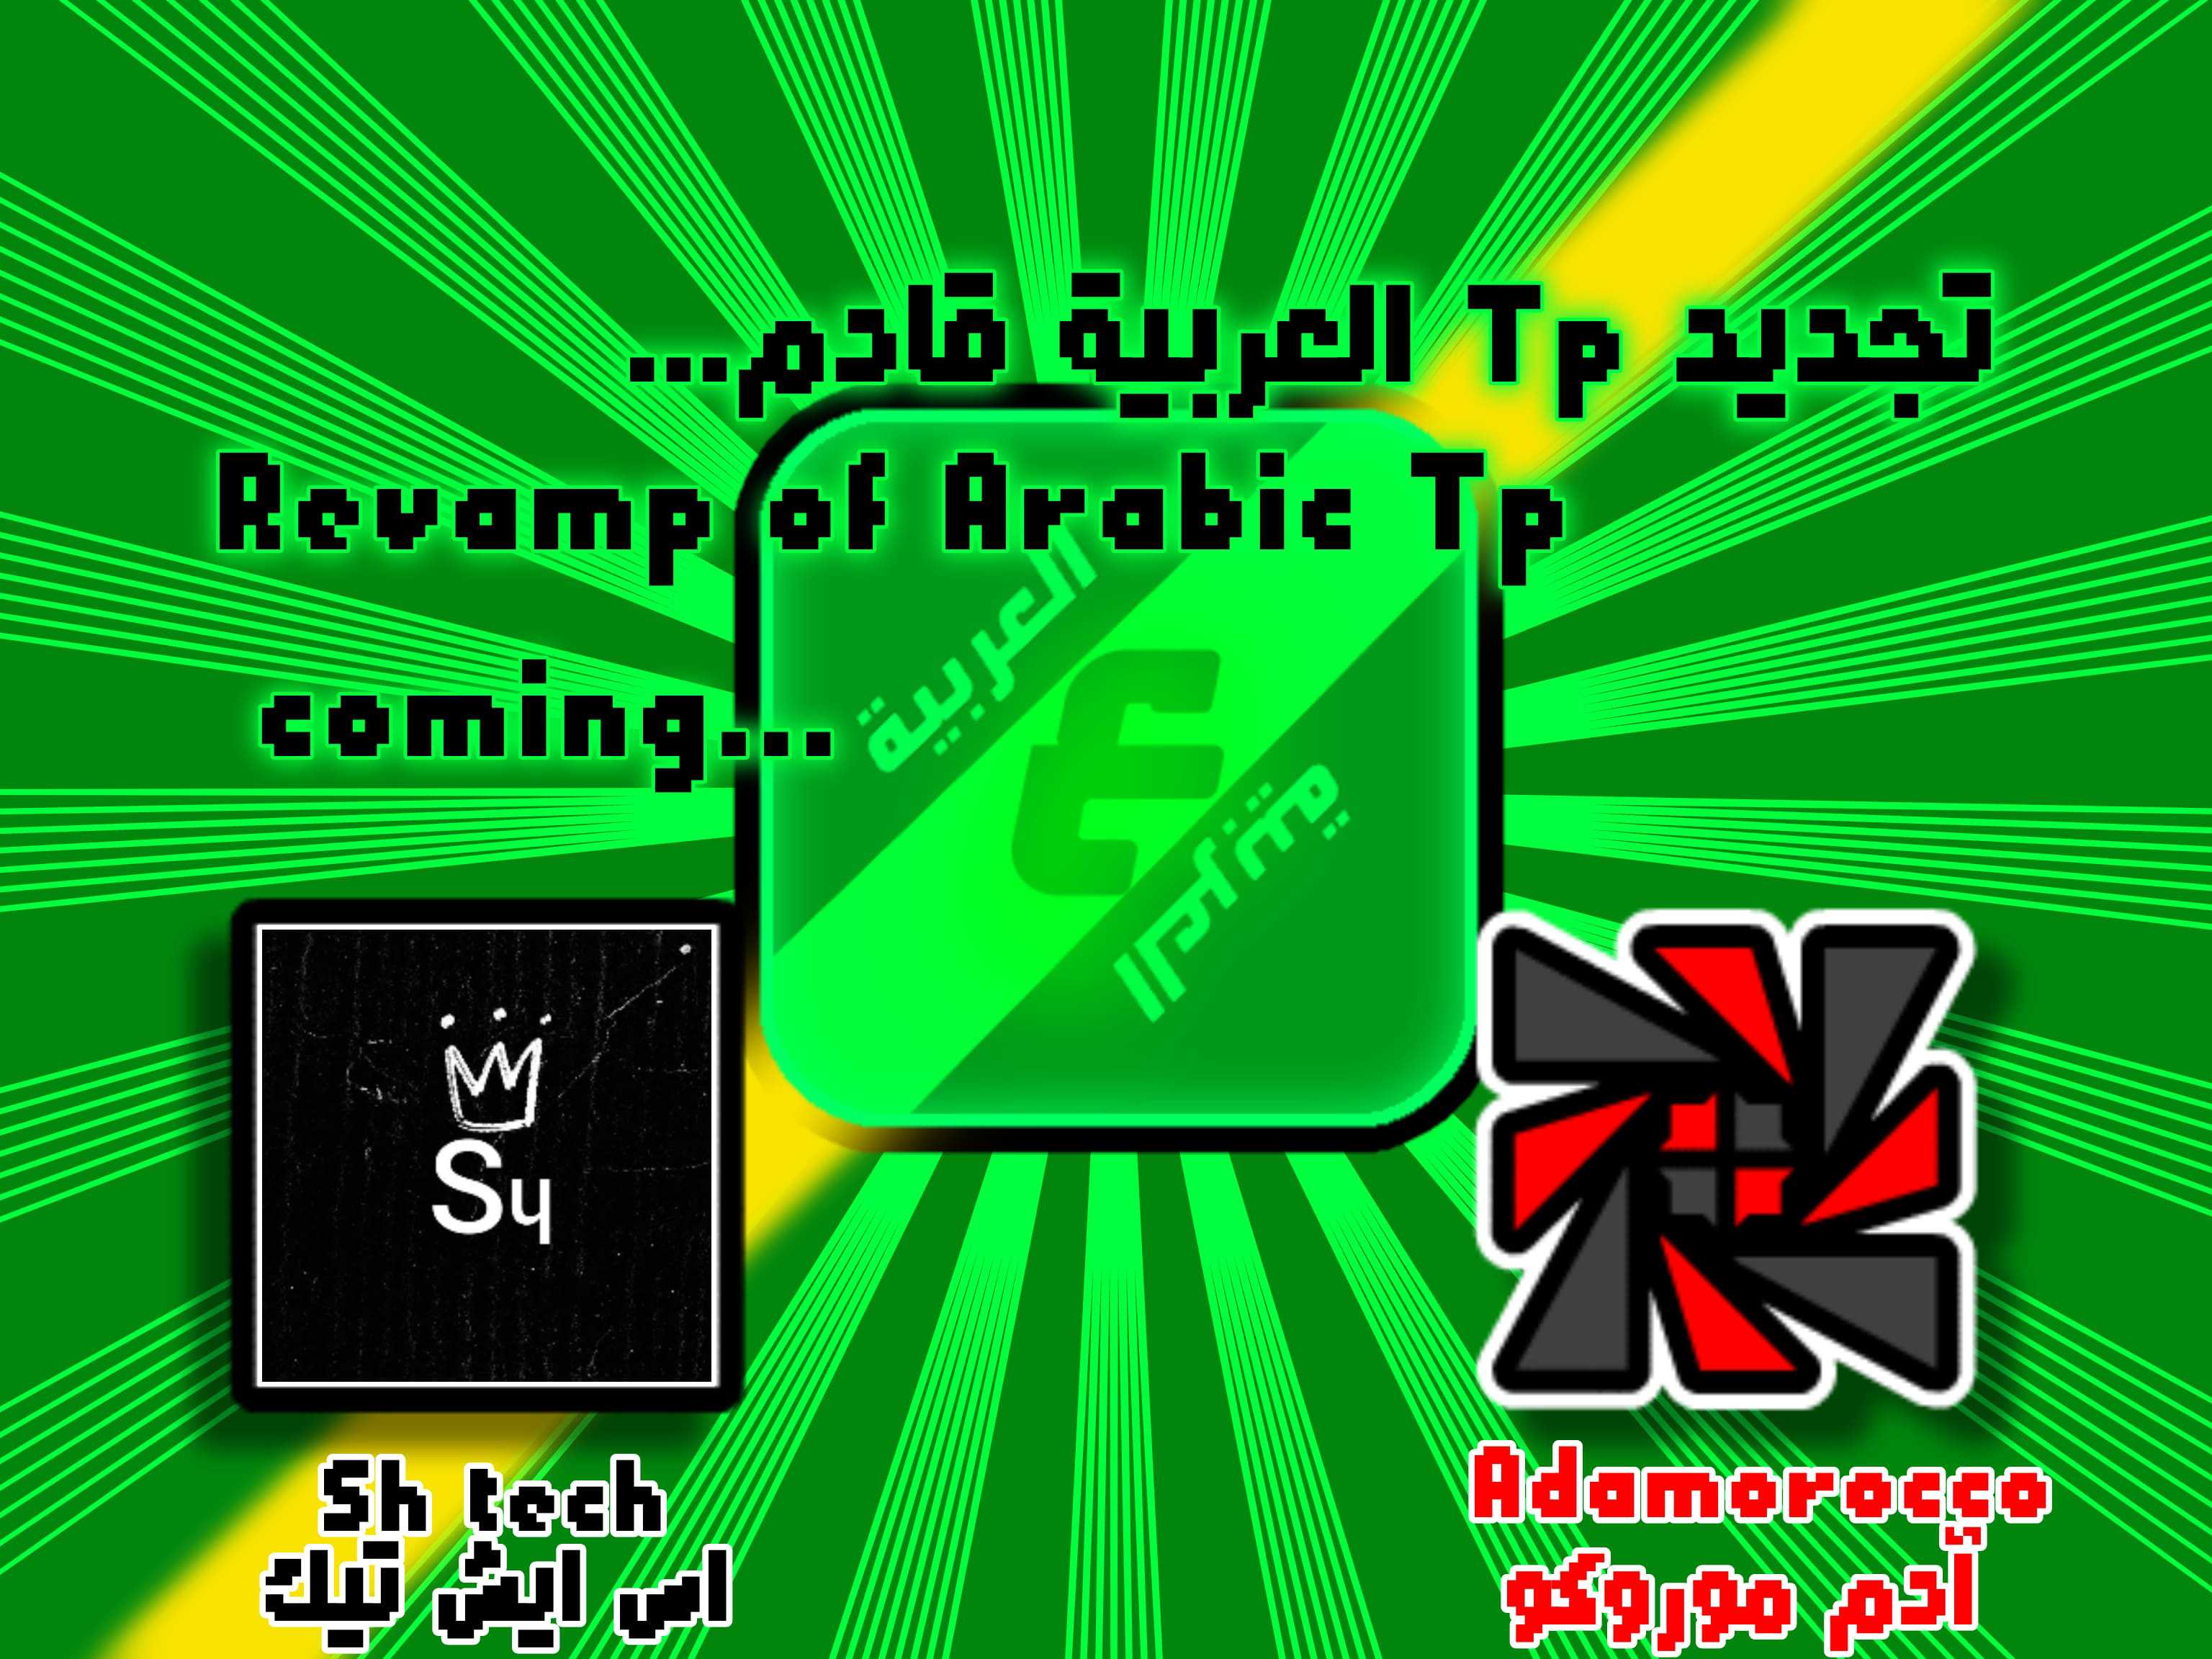 تجديد Tp العربية قادم...
Revamp of Arabic Tp
coming...
العربية
ع
Sy
Sh tech
اس ايش تيك
Adamorocco
آدم موروكو